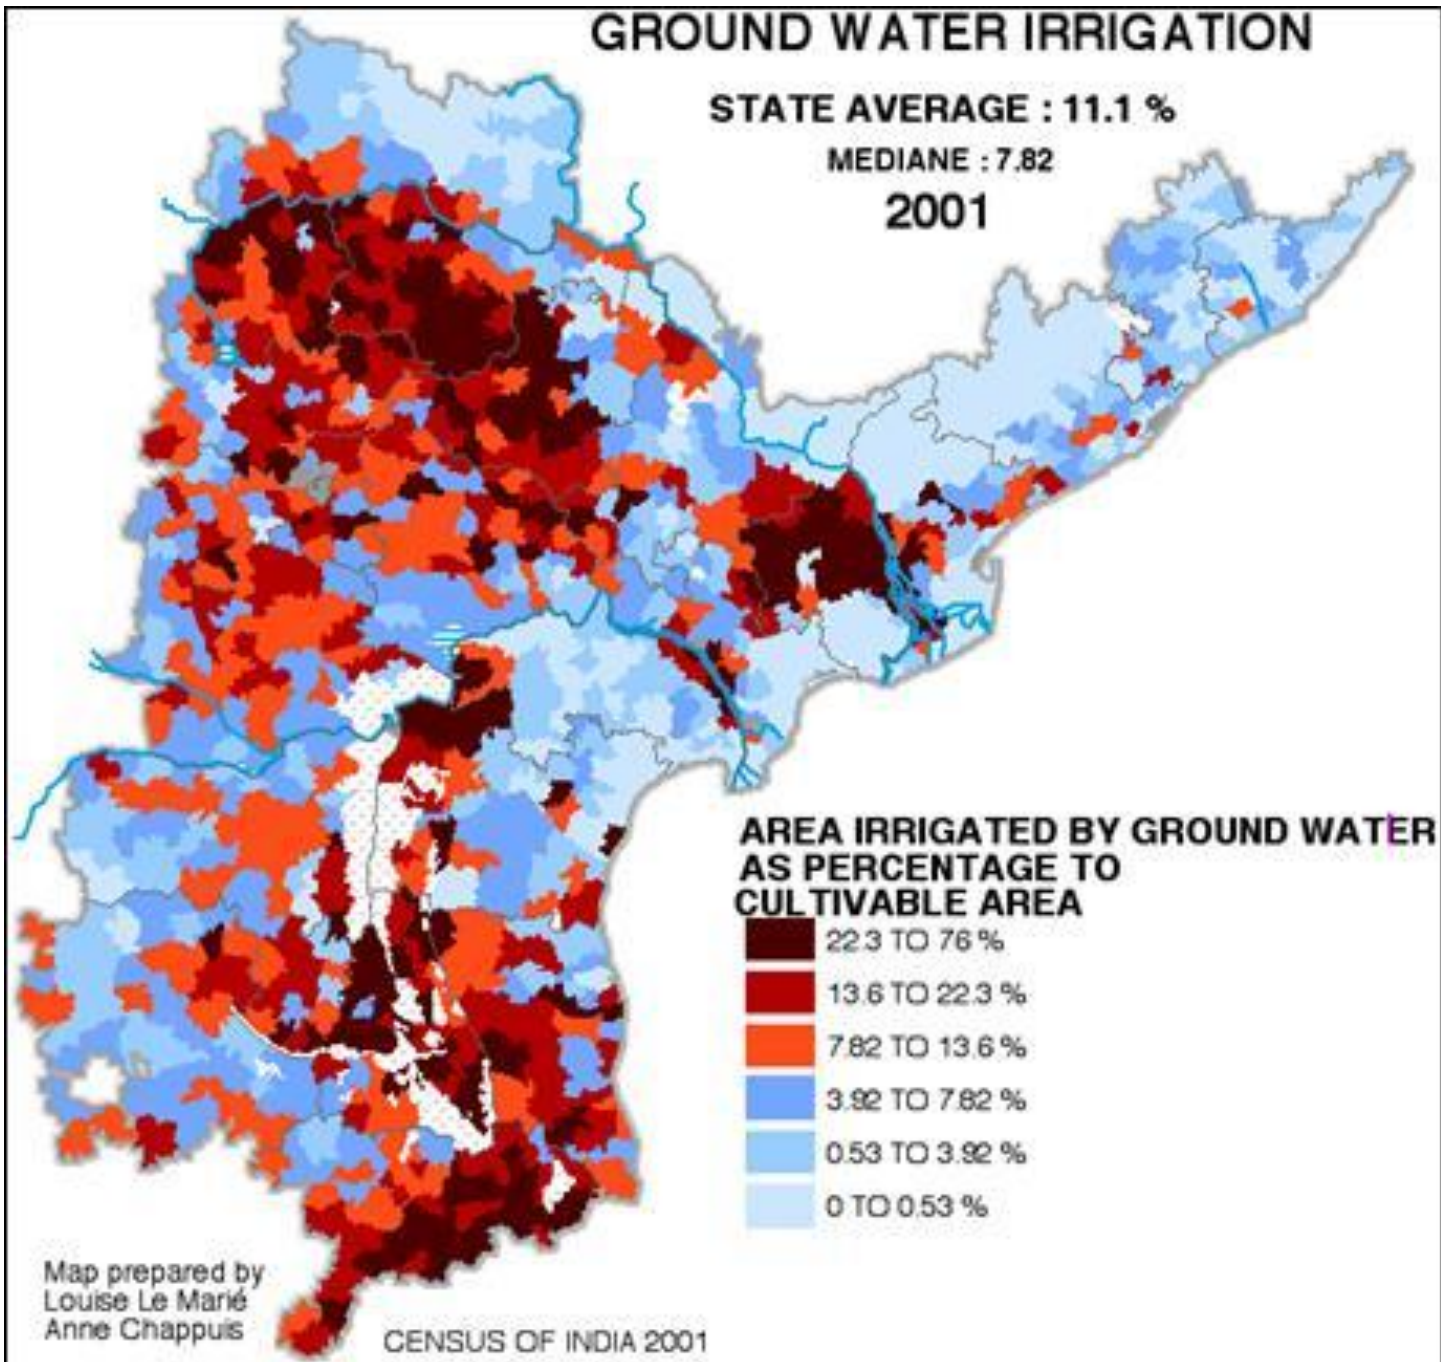 GROUND WATER IRRIGATION
STATE AVERAGE : 11.1 %
MEDIANE : 7.82
2001
AREA IRRIGATED BY GROUND WATER
AS PERCENTAGE TO
CULTIVABLE AREA
22.3 TO 76 %
13.6 TO 22.3 %
7.82 TO 13.6 %
3.92 TO 7.82 %
0.53 TO 3.92 %
0 TO 0.53 %
Map prepared by
Louise Le Marié
Anne Chappuis
CENSUS OF INDIA 2001